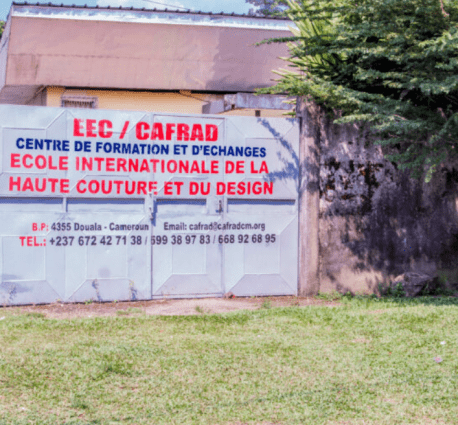 EEC / CAFRAD
CENTRE DE FORMATION ET D'ECHANGES
ECOLE INTERNATIONALE DE LA
HAUTE COUTURE ET DU DESIGN
B.P: 4355 Douala - Cameroun Email: cafrad@cafradcm.org
TEL.: +237 672 42 71 38 / 699 38 97 83 / 668 92 68 95